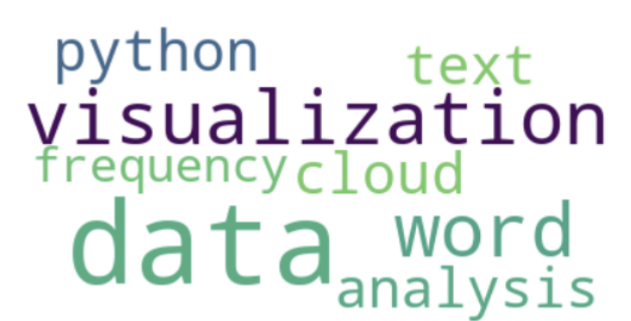 python text
visualization
frequency cloud
data word
analysis